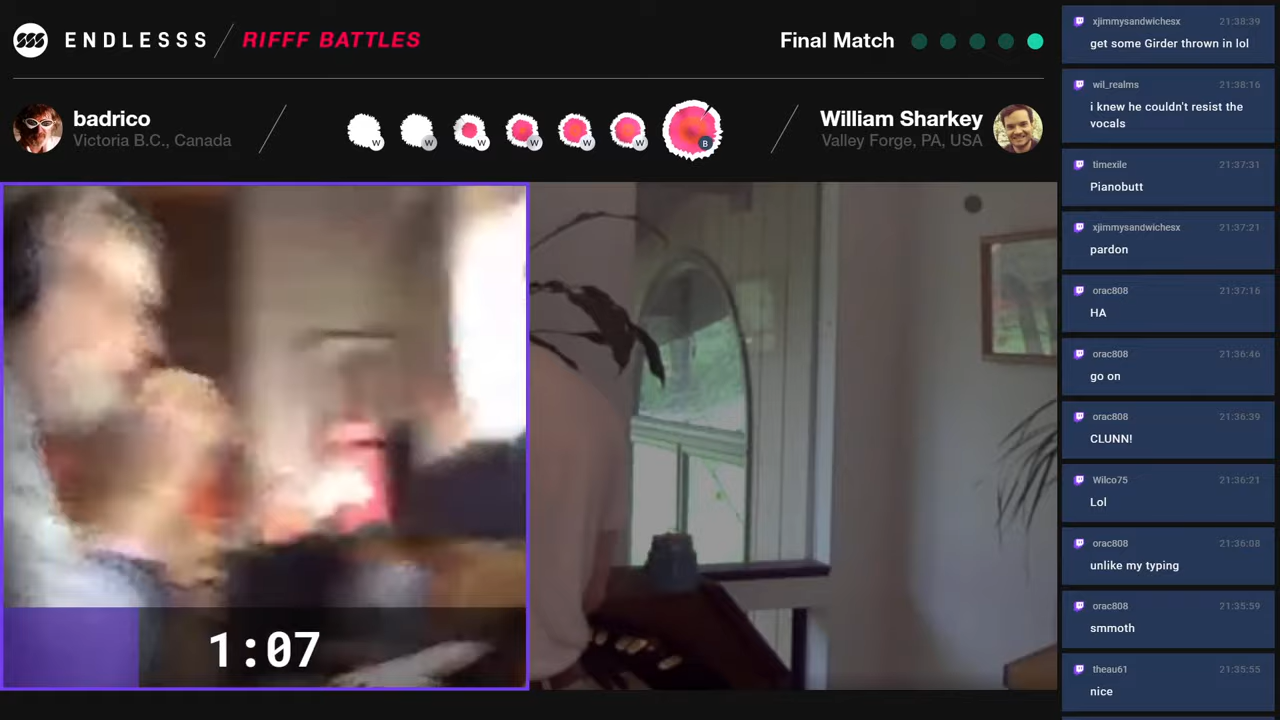 ENDLESSS
RIFFF BATTLES
Final Match
badrico
Victoria B.C., Canada
W
W
W
W
W
W
B
William Sharkey
Valley Forge, PA, USA
1:07
xjimmysandwichesx 21:38:39
get some Girder thrown in lol
wil_realms 21:38:16
i knew he couldn't resist the
vocals
timexile 21:37:31
Pianobutt
xjimmysandwichesx 21:37:21
pardon
orac808 21:37:16
HA
orac808 21:36:46
go on
orac808 21:36:39
CLUNN!
Wilco75 21:36:21
Lol
orac808 21:36:08
unlike my typing
orac808 21:35:59
smmoth
theau61 21:35:55
nice